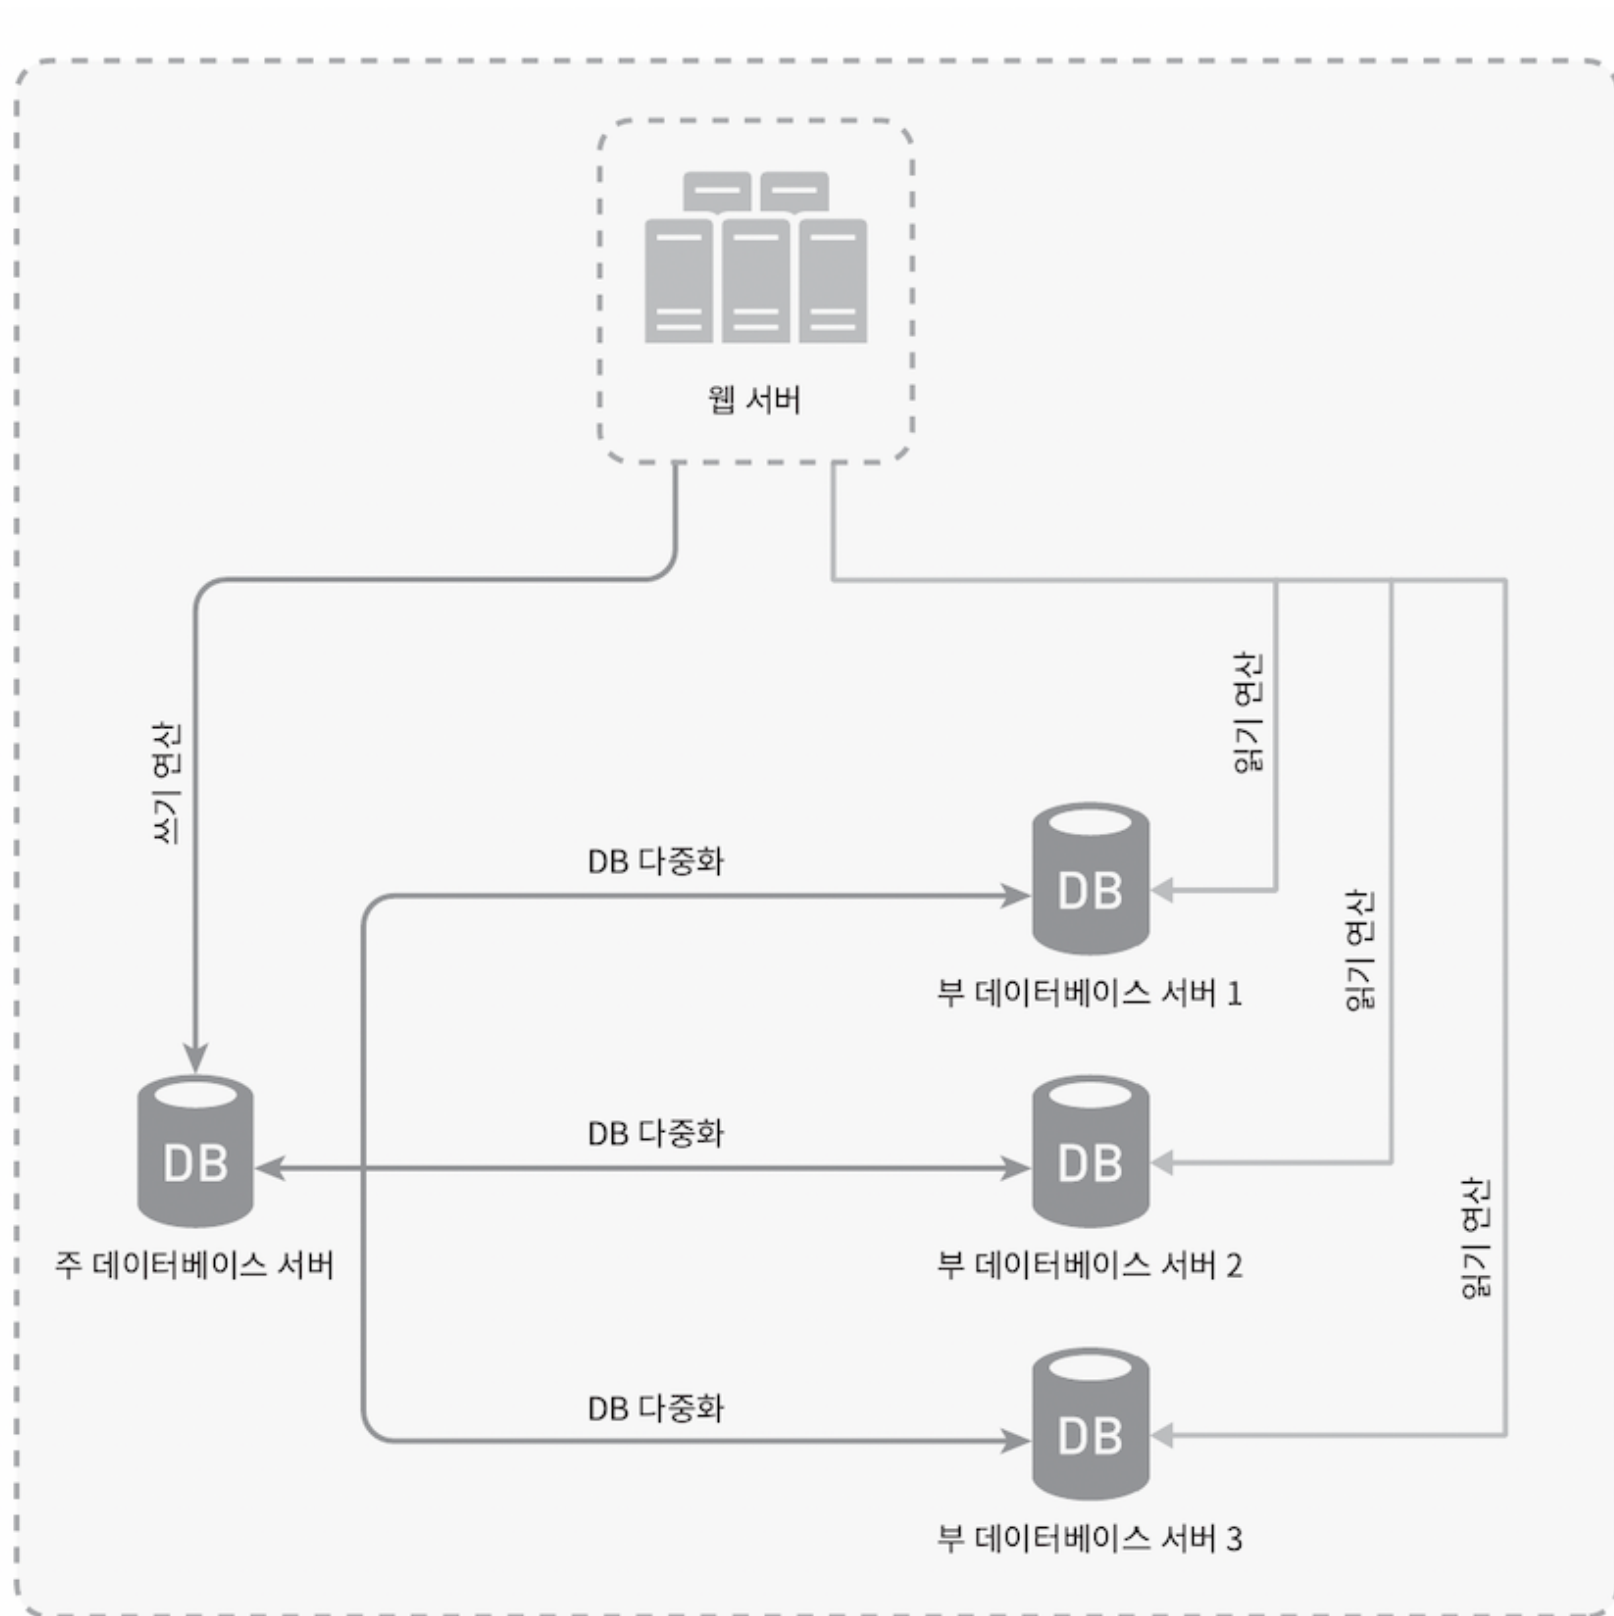 웹 서버
쓰기 연산
읽기 연산
DB 다중화
DB
부 데이터베이스 서버 1
읽기 연산
DB
주 데이터베이스 서버
DB 다중화
DB
부 데이터베이스 서버 2
읽기 연산
DB 다중화
DB
부 데이터베이스 서버 3